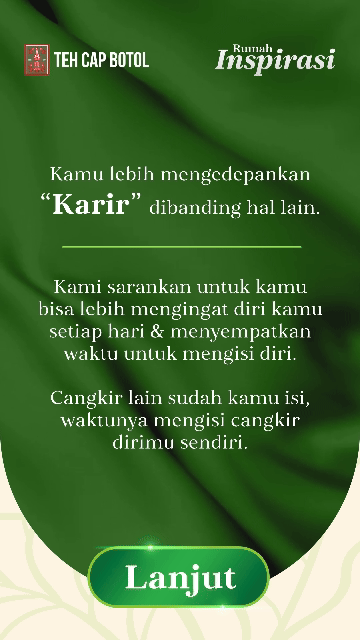 TEH CAP BOTOL
Rumah
Inspirasi
Kamu lebih mengedepankan
“Karir” dibanding hal lain.
Kami sarankan untuk kamu
bisa lebih mengingat diri kamu
setiap hari & menyempatkan
waktu untuk mengisi diri.
Cangkir lain sudah kamu isi,
waktunya mengisi cangkir
dirimu sendiri.
Lanjut